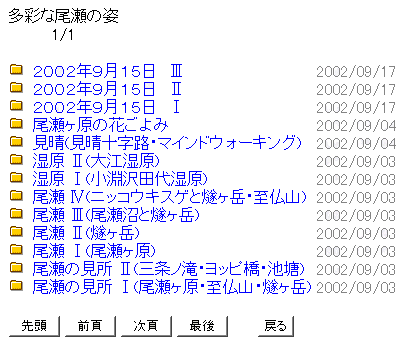 多彩な尾瀬の姿
1/1
2002年9月15日 Ⅲ 2002/09/17
2002年9月15日 Ⅱ 2002/09/17
2002年9月15日 Ⅰ 2002/09/17
尾瀬ヶ原の花ごよみ 2002/09/04
見晴(見晴十字路・マインドウォーキング) 2002/09/04
湿原 Ⅱ(大江湿原) 2002/09/03
湿原 Ⅰ(小淵沢田代湿原) 2002/09/03
尾瀬 Ⅳ(ニッコウキスゲと燧ヶ岳・至仏山) 2002/09/03
尾瀬 Ⅲ(尾瀬沼と燧ヶ岳) 2002/09/03
尾瀬 Ⅱ(燧ヶ岳) 2002/09/03
尾瀬 Ⅰ(尾瀬ヶ原) 2002/09/03
尾瀬の見所 Ⅱ(三条ノ滝・ヨッピ橋・池塘) 2002/09/03
尾瀬の見所 Ⅰ(尾瀬ヶ原・至仏山・燧ヶ岳) 2002/09/03
先頭 前頁 次頁 最後 戻る